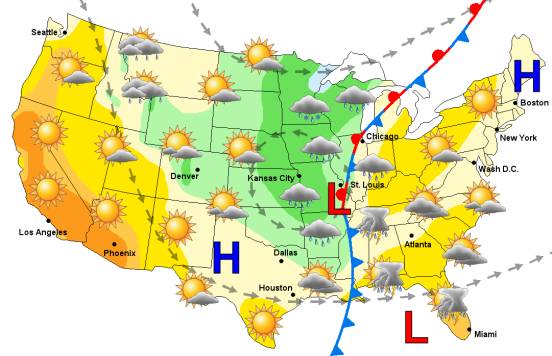 Seattle
H
Boston
New York
Chicago
Wash D.C.
Denver
Kansas City
St. Louis
L
Los Angeles
Phoenix
H
Dallas
Atlanta
Houston
L
Miami